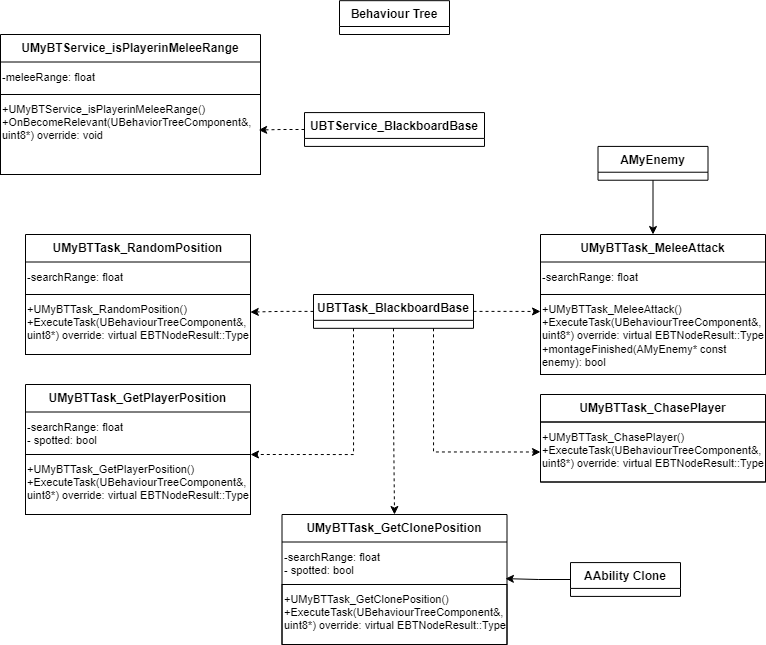 Behaviour Tree
UMyBTService_isPlayerinMeleeRange
-meleeRange: float
+UMyBTService_isPlayerinMeleeRange()
+OnBecomeRelevant(UBehaviorTreeComponent&,
uint8*) override: void
UBTService_BlackboardBase
AMyEnemy
UMyBTTask_RandomPosition
-searchRange: float
+UMyBTTask_RandomPosition()
+ExecuteTask(UBehaviourTreeComponent&,
uint8*) override: virtual EBTNodeResult::Type
UBTTask_BlackboardBase
UMyBTTask_MeleeAttack
-searchRange: float
+UMyBTTask_MeleeAttack()
+ExecuteTask(UBehaviourTreeComponent&,
uint8*) override: virtual EBTNodeResult::Type
+montageFinished(AMyEnemy* const
enemy): bool
UMyBTTask_GetPlayerPosition
-searchRange: float
- spotted: bool
+UMyBTTask_GetPlayerPosition()
+ExecuteTask(UBehaviourTreeComponent&,
uint8*) override: virtual EBTNodeResult::Type
UMyBTTask_ChasePlayer
+UMyBTTask_ChasePlayer()
+ExecuteTask(UBehaviourTreeComponent&,
uint8*) override: virtual EBTNodeResult::Type
UMyBTTask_GetClonePosition
-searchRange: float
- spotted: bool
+UMyBTTask_GetClonePosition()
+ExecuteTask(UBehaviourTreeComponent&,
uint8*) override: virtual EBTNodeResult::Type
AAbility Clone